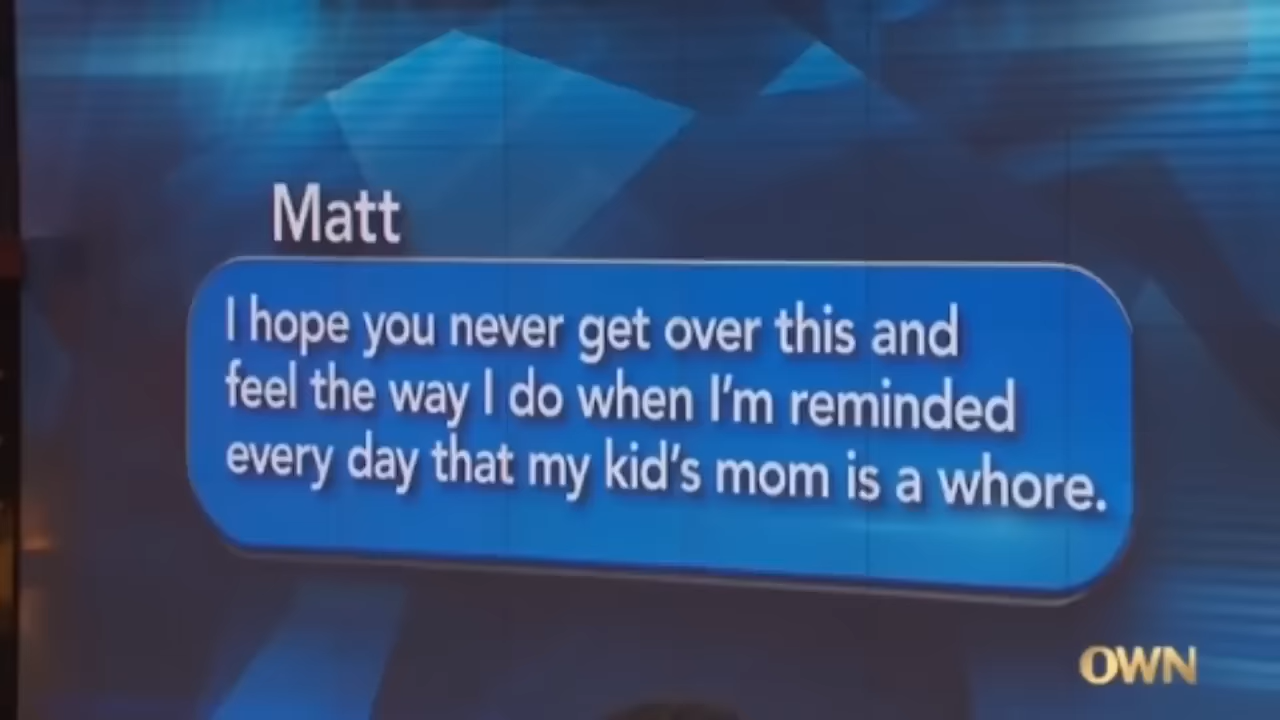 Matt
I hope you never get over this and
feel the way I do when I'm reminded
every day that my kid's mom is a whore.
OWN